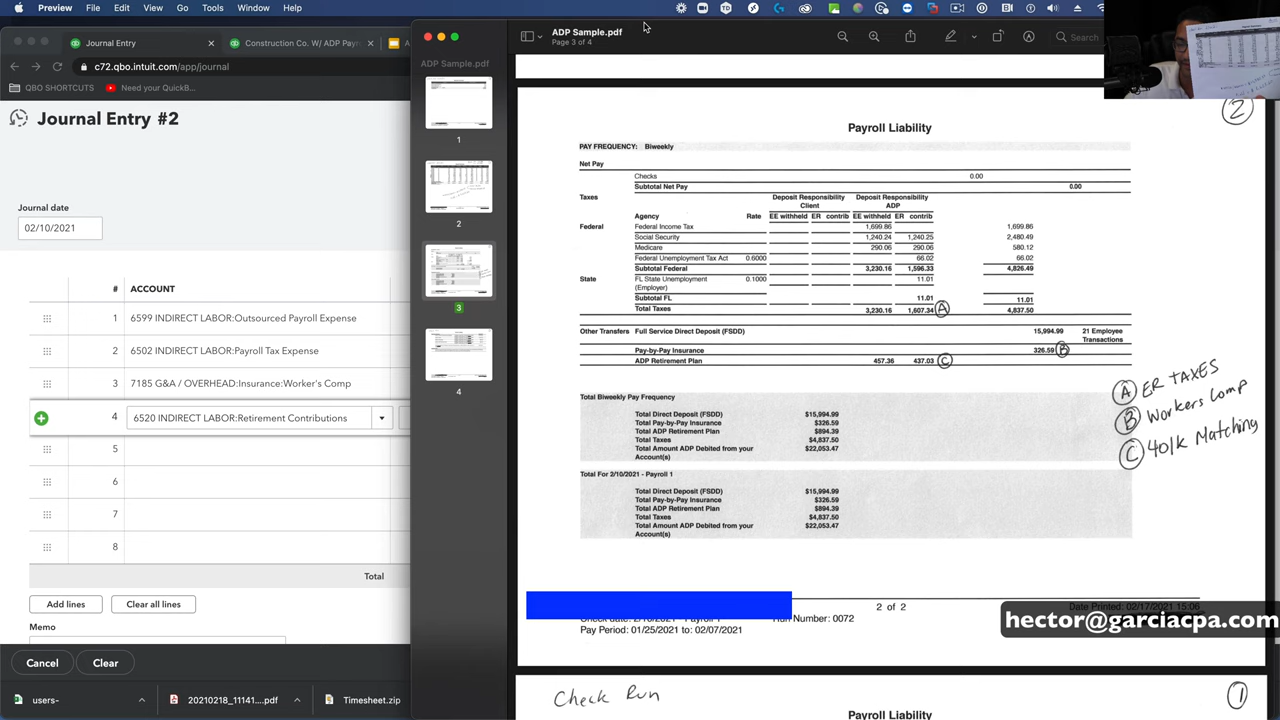 Journal Entry
Construction Co. W/ ADP Payr
c72.qbo.intuit.com/app/journal
QBO SHORTCUTS
Need your QuickB...
Journal Entry #2
Journal date
02/10/2021
# ACCOUNT
1 6599 INDIRECT LABOR:Outsourced Payroll Expense
2 6502 INDIRECT LABOR:Payroll Tax Expense
3 7185 G&A / OVERHEAD:Insurance:Worker's Comp
4 6520 INDIRECT LABOR:Retirement Contributions
5
6
7
8
Total
Add lines
Clear all lines
Memo
Cancel
Clear
users-
20210218_11141....pdf
Timesheet.zip
ADP Sample.pdf
Page 3 of 4
Search
ADP Sample.pdf
1
2
3
4
2
Payroll Liability
PAY FREQUENCY: Biweekly
Net Pay
Checks 0.00
Subtotal Net Pay 0.00
Taxes Deposit Responsibility Client Deposit Responsibility ADP
Agency Rate EE withheld ER contrib EE withheld ER contrib
Federal Federal Income Tax 1,699.86 1,699.86
Social Security 1,240.24 1,240.25 2,480.49
Medicare 290.06 290.06 580.12
Federal Unemployment Tax Act 0.6000 66.02 66.02
Subtotal Federal 3,230.16 1,596.33 4,826.49
State FL State Unemployment (Employer) 0.1000 11.01
Subtotal FL 11.01 11.01
Total Taxes 3,230.16 1,607.34 A 4,837.50
Other Transfers Full Service Direct Deposit (FSDD) 15,994.99 21 Employee Transactions
Pay-by-Pay Insurance 326.59 B
ADP Retirement Plan 457.36 437.03 C
A ER TAXES
B Workers Comp
C 401k Matching
Total Biweekly Pay Frequency
Total Direct Deposit (FSDD) $15,994.99
Total Pay-by-Pay Insurance $326.59
Total ADP Retirement Plan $894.39
Total Taxes $4,837.50
Total Amount ADP Debited from your Account(s) $22,053.47
Total For 2/10/2021 - Payroll 1
Total Direct Deposit (FSDD) $15,994.99
Total Pay-by-Pay Insurance $326.59
Total ADP Retirement Plan $894.39
Total Taxes $4,837.50
Total Amount ADP Debited from your Account(s) $22,053.47
2 of 2
Date Printed: 02/17/2021 15:06
hector@garciacpa.com
Run Number: 0072
Pay Period: 01/25/2021 to: 02/07/2021
Check Run
1
Payroll Liability